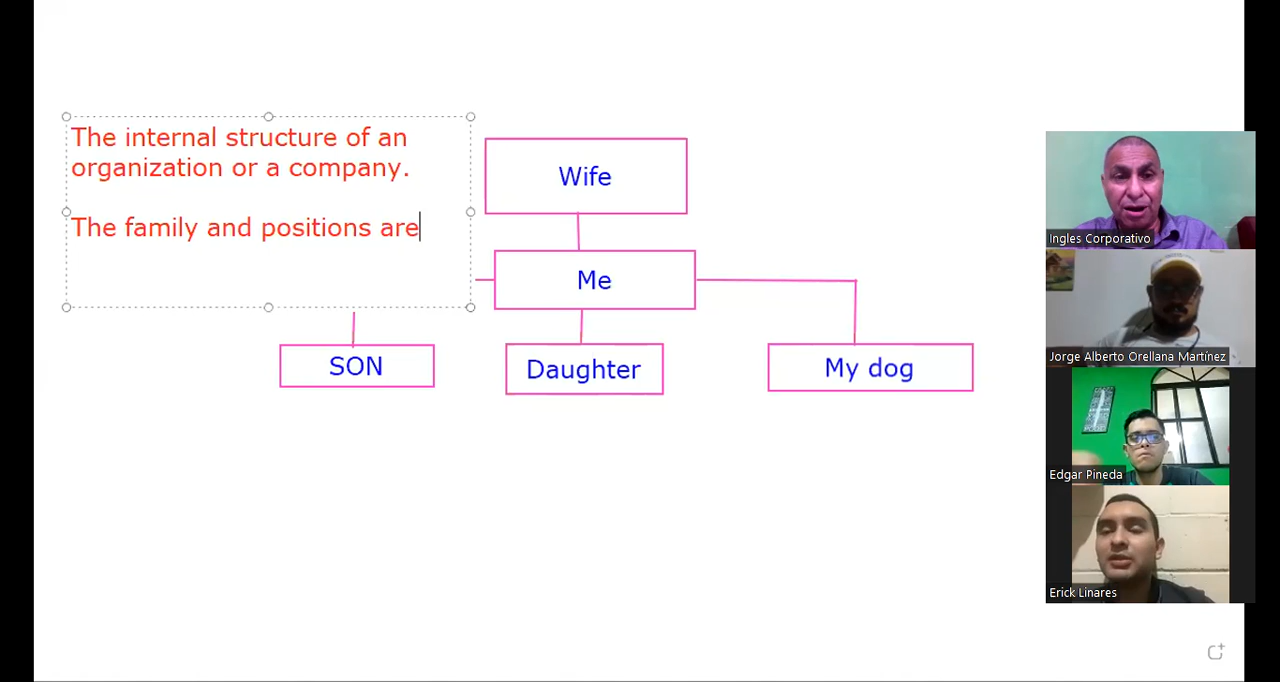 The internal structure of an
organization or a company.
The family and positions are
Wife
Me
SON
Daughter
My dog
Ingles Corporativo
Jorge Alberto Orellana Martínez
Edgar Pineda
Erick Linares